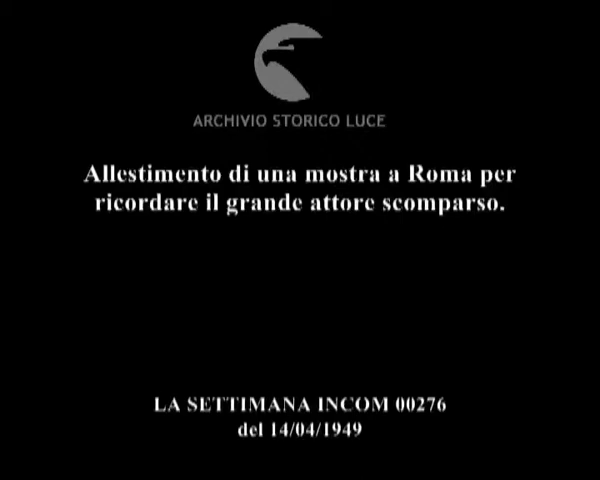 ARCHIVIO STORICO LUCE
Allestimento di una mostra a Roma per
ricordare il grande attore scomparso.
LA SETTIMANA INCOM 00276
del 14/04/1949